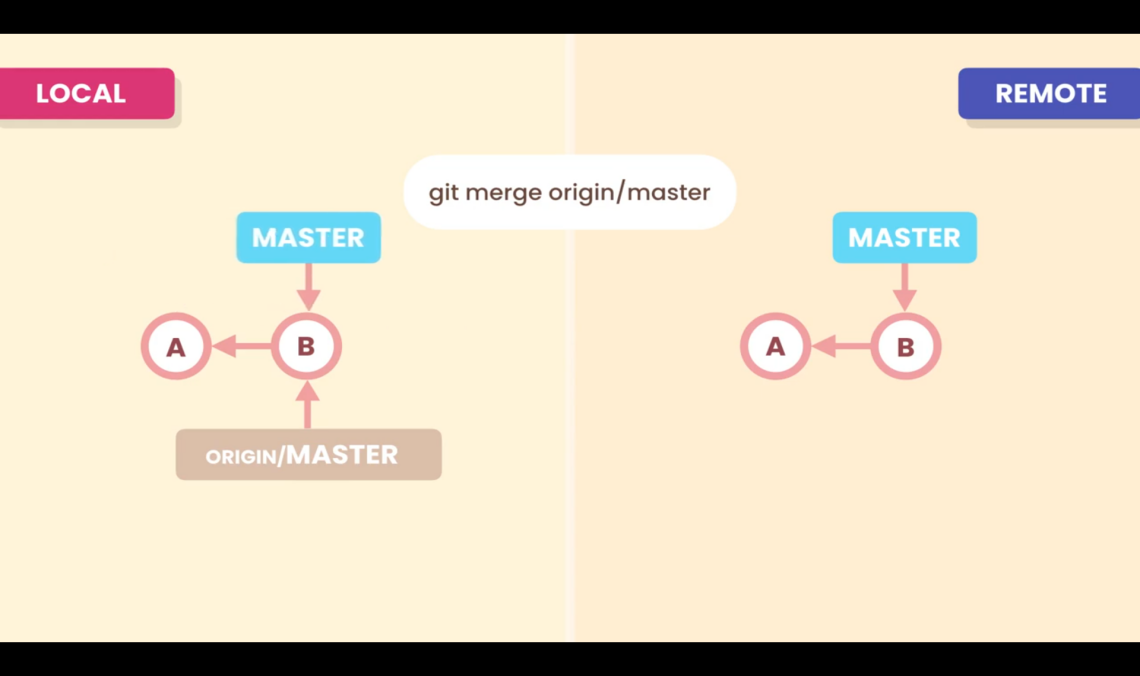 LOCAL
REMOTE
git merge origin/master
MASTER
MASTER
A
B
A
B
ORIGIN/MASTER